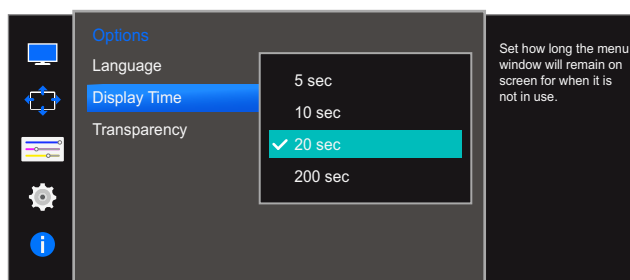 Options
Language
Display Time
Transparency
5 sec
10 sec
20 sec
200 sec
Set how long the menu
window will remain on
screen for when it is
not in use.